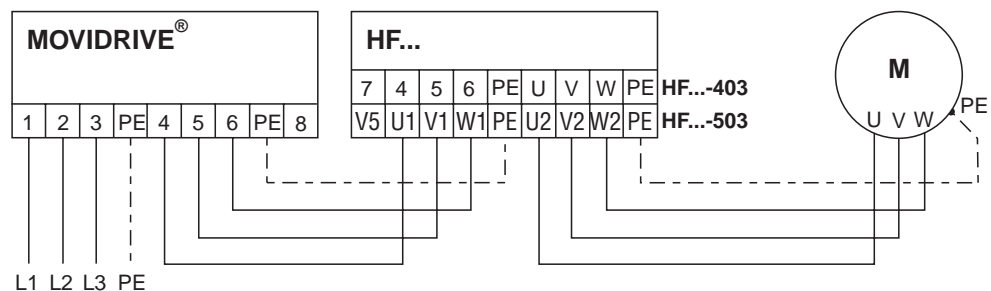 MOVIDRIVE®
1 2 3 PE 4 5 6 PE 8
L1 L2 L3 PE
HF...
7 4 5 6 PE U V W PE HF...-403
V5 U1 V1 W1 PE U2 V2 W2 PE HF...-503
M
U V W PE